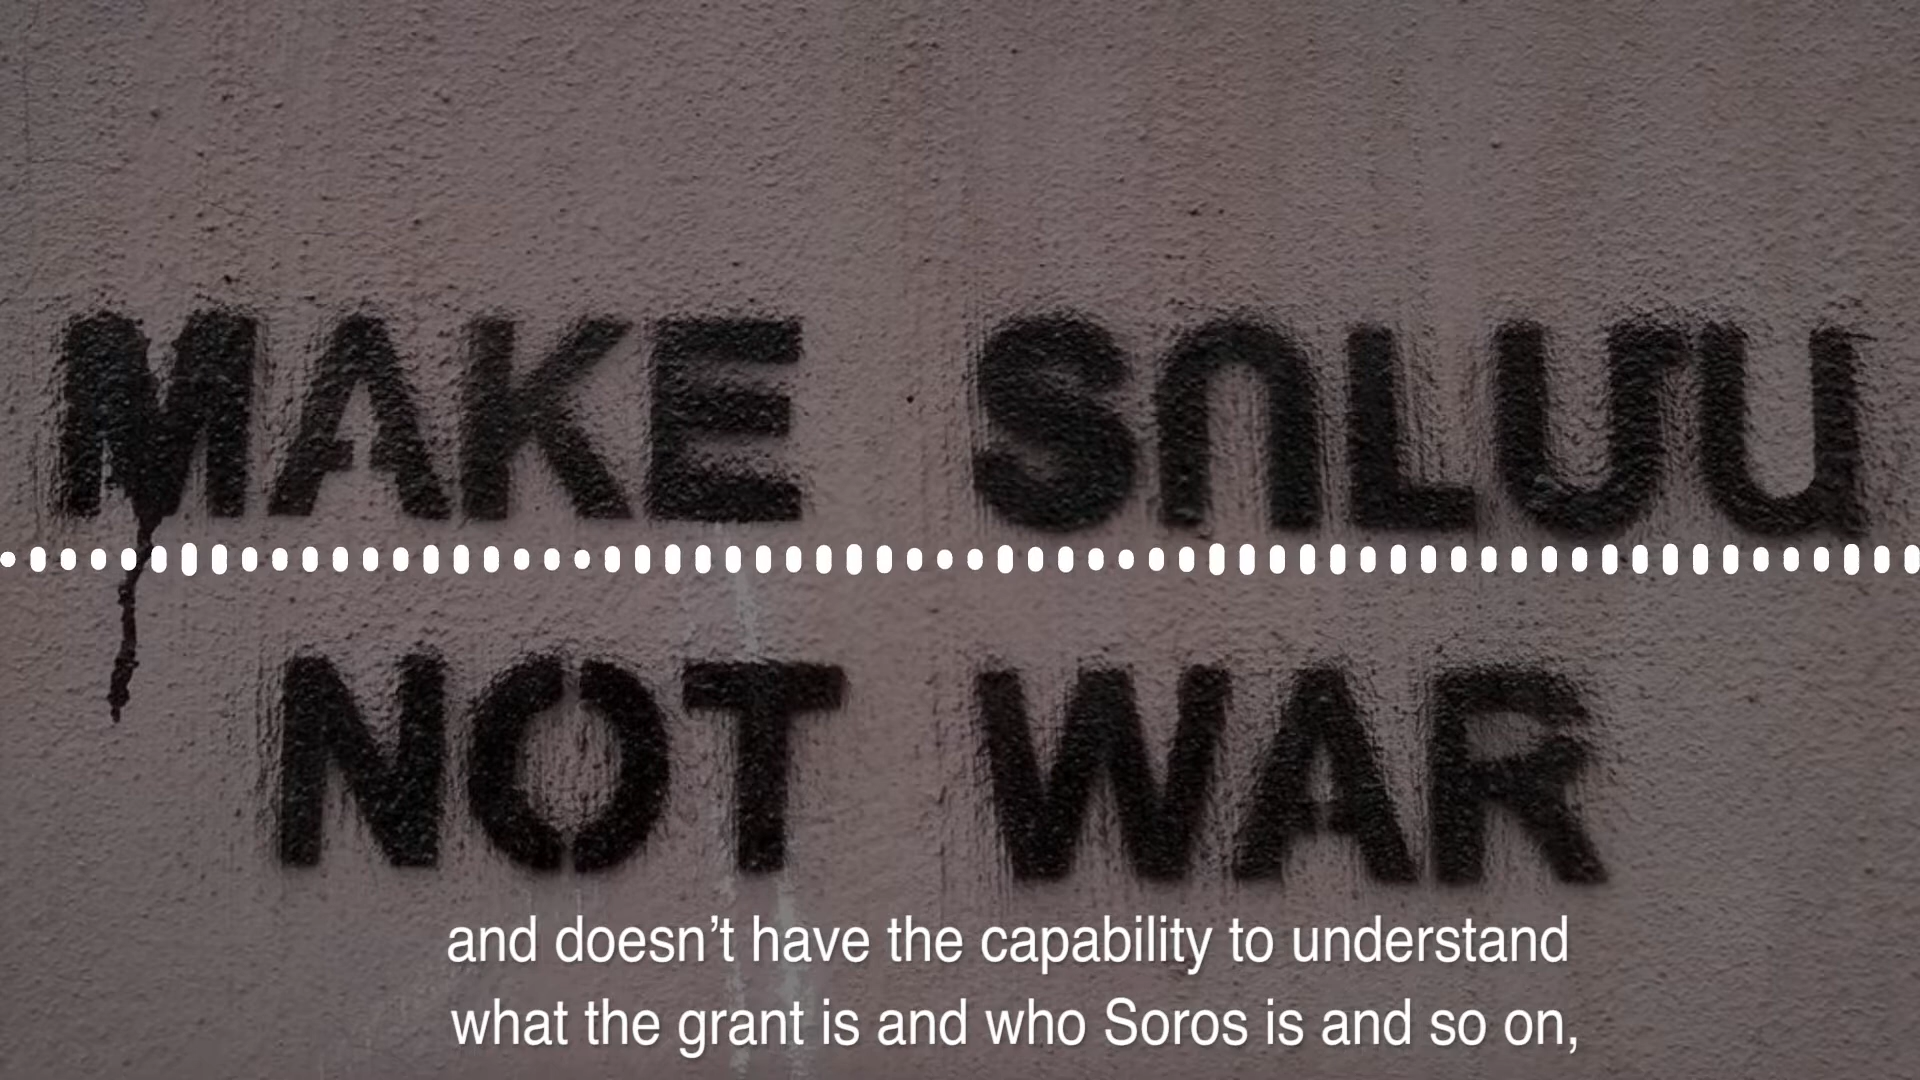 MAKE ՏՈԼՄԱ
NOT WAR
and doesn’t have the capability to understand
what the grant is and who Soros is and so on,